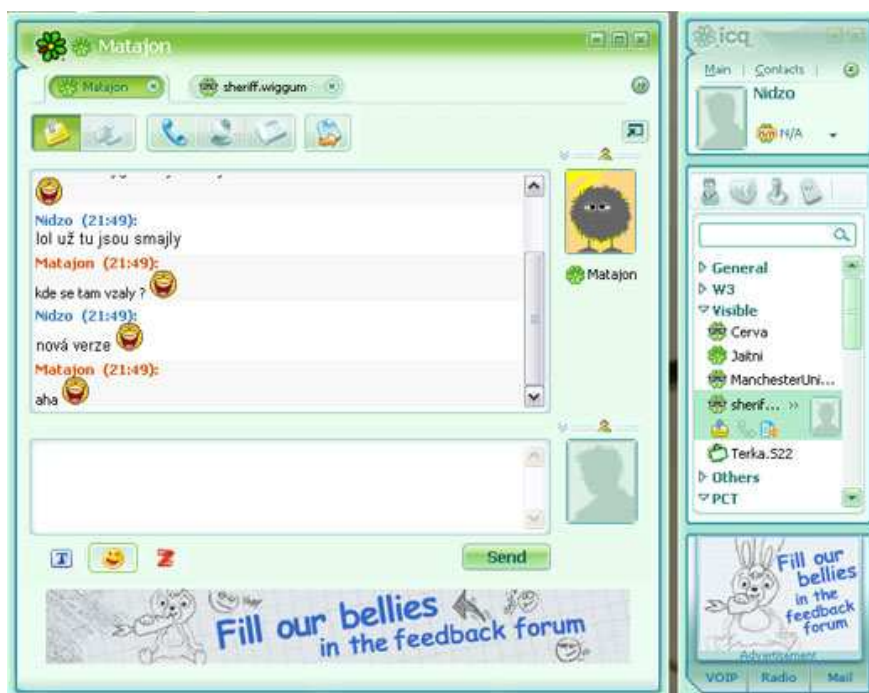 Matajon
Matajon
sheriff.wiggum
Nidzo (21:49):
lol už tu jsou smajly
Matajon (21:49):
kde se tam vzaly ?
Nidzo (21:49):
nová verze
Matajon (21:49):
aha
Matajon
T
Send
Fill our bellies
in the feedback forum
icq
Main | Contacts |
Nidzo
N/A
General
W3
Visible
Cerva
Jaitni
ManchesterUni...
sherif... »
Terka.S22
Others
PCT
Fill our
bellies
in the
feedback
forum
Advertisement
VOIP Radio Mail